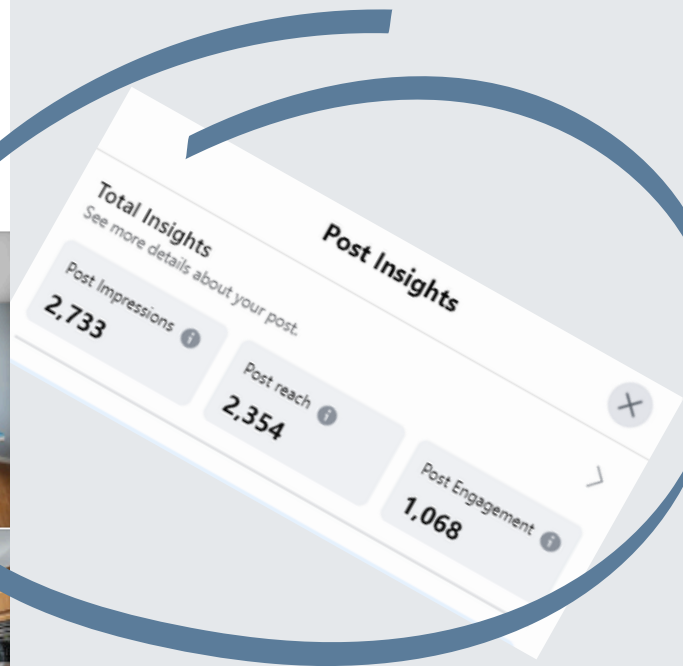 Post Insights
Total Insights
See more details about your post.
Post Impressions
2,733
Post reach
2,354
Post Engagement
1,068